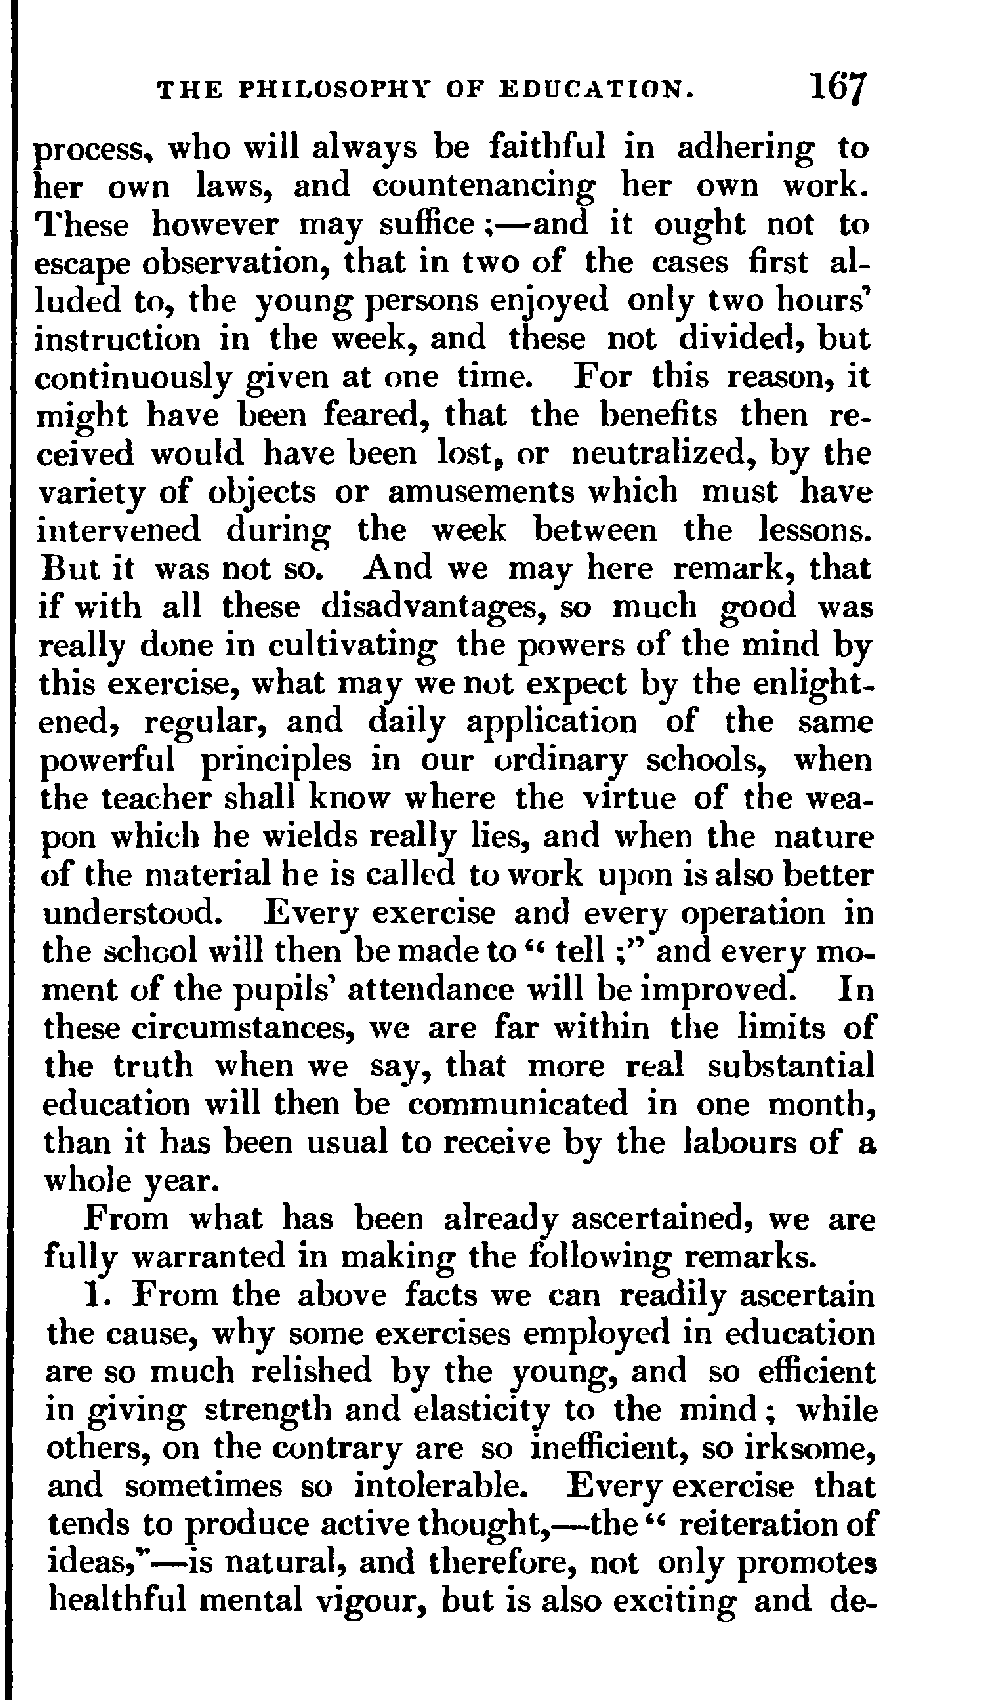 THE PHILOSOPHY OF EDUCATION. 167
process, who will always be faithful in adhering to
her own laws, and countenancing her own work.
These however may suffice ;—and it ought not to
escape observation, that in two of the cases first al-
luded to, the young persons enjoyed only two hours’
instruction in the week, and these not divided, but
continuously given at one time. For this reason, it
might have been feared, that the benefits then re-
ceived would have been lost, or neutralized, by the
variety of objects or amusements which must have
intervened during the week between the lessons.
But it was not so. And we may here remark, that
if with all these disadvantages, so much good was
really done in cultivating the powers of the mind by
this exercise, what may we not expect by the enlight-
ened, regular, and daily application of the same
powerful principles in our ordinary schools, when
the teacher shall know where the virtue of the wea-
pon which he wields really lies, and when the nature
of the material he is called to work upon is also better
understood. Every exercise and every operation in
the school will then be made to “ tell ;” and every mo-
ment of the pupils’ attendance will be improved. In
these circumstances, we are far within the limits of
the truth when we say, that more real substantial
education will then be communicated in one month,
than it has been usual to receive by the labours of a
whole year.
From what has been already ascertained, we are
fully warranted in making the following remarks.
1. From the above facts we can readily ascertain
the cause, why some exercises employed in education
are so much relished by the young, and so efficient
in giving strength and elasticity to the mind ; while
others, on the contrary are so inefficient, so irksome,
and sometimes so intolerable. Every exercise that
tends to produce active thought,—the “ reiteration of
ideas,”—is natural, and therefore, not only promotes
healthful mental vigour, but is also exciting and de-